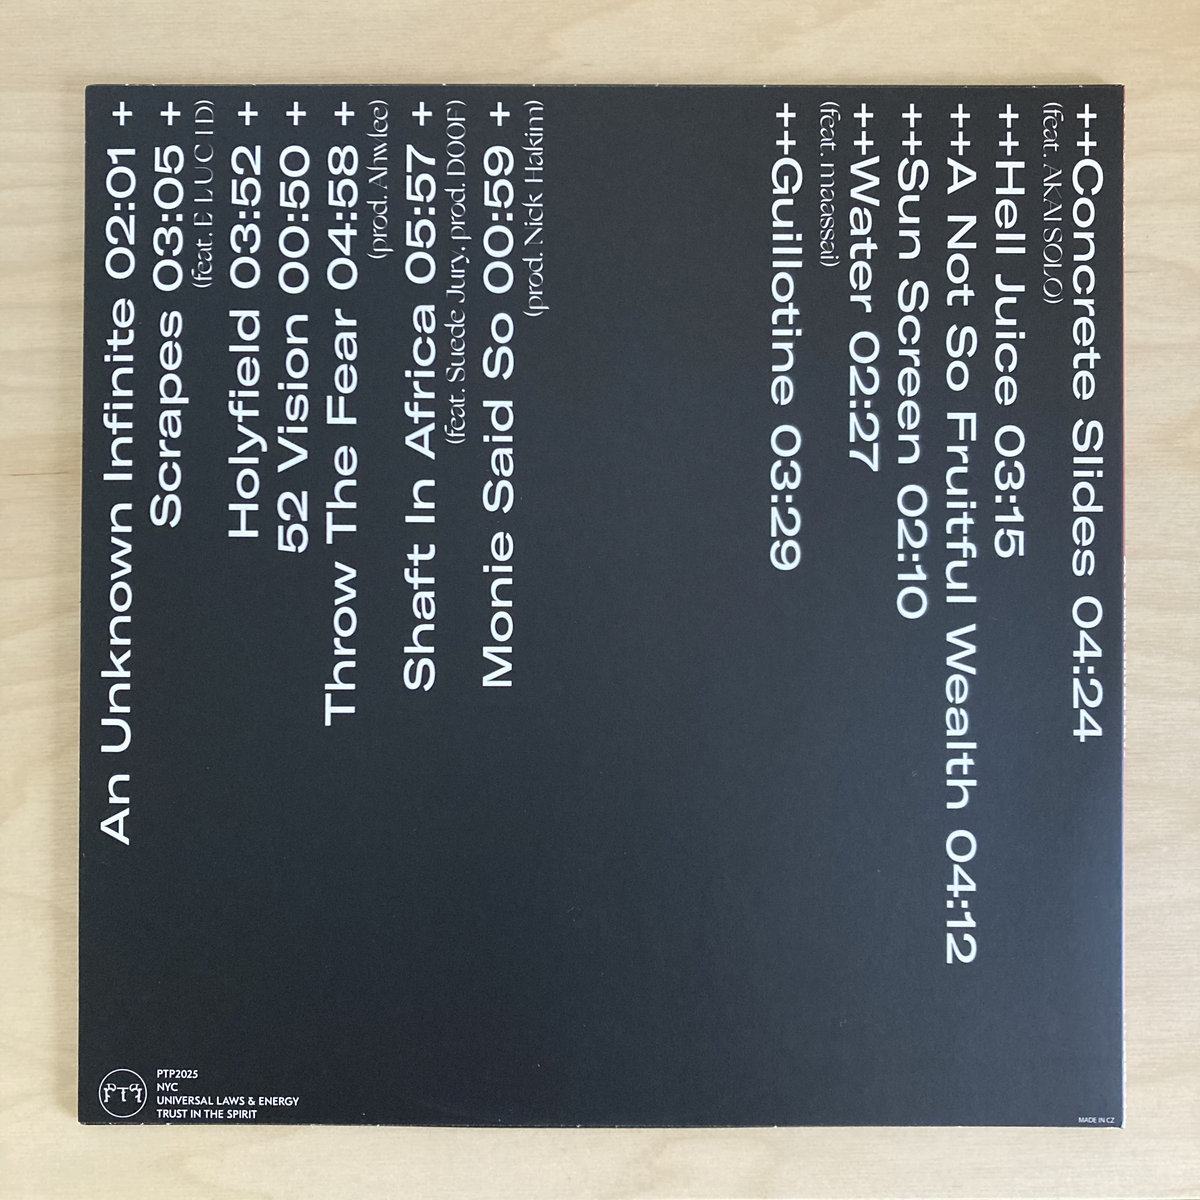 An Unknown Infinite 02:01 +
Scrapes 03:05 +
(feat. E L U C I D)
Holyfield 03:52 +
52 Vision 00:50 +
Throw The Fear 04:58 +
(prod. Ahwlee)
Shaft In Africa 05:57 +
(feat. Suede Jury, prod. DOOF)
Monie Said So 00:59 +
(prod. Nick Hakim)
++Concrete Slides 04:24
(feat. AKAI SOLO)
++Hell Juice 03:15
++A Not So Fruitful Wealth 04:12
++Sun Screen 02:10
++Water 02:27
(feat. maassai)
++Guillotine 03:29
PTP
PTP2025
NYC
UNIVERSAL LAWS & ENERGY
TRUST IN THE SPIRIT
MADE IN CZ